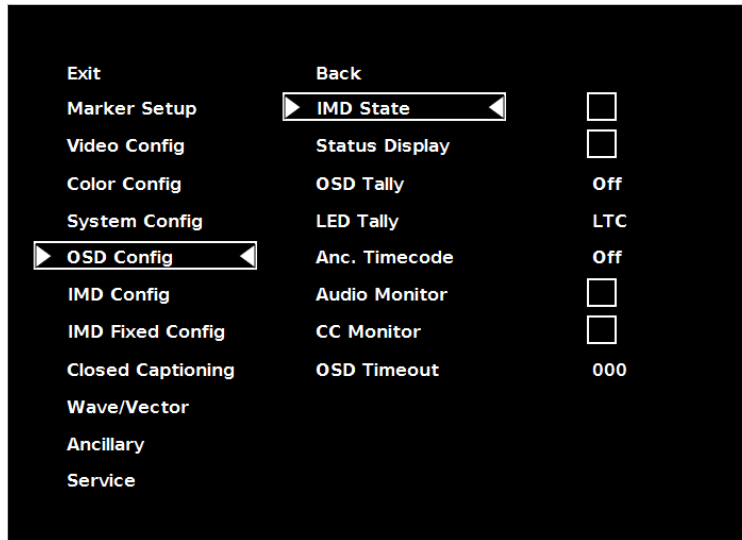 Exit Back
Marker Setup IMD State
Video Config Status Display
Color Config OSD Tally Off
System Config LED Tally LTC
OSD Config Anc. Timecode Off
IMD Config Audio Monitor
IMD Fixed Config CC Monitor
Closed Captioning OSD Timeout 000
Wave/Vector
Ancillary
Service